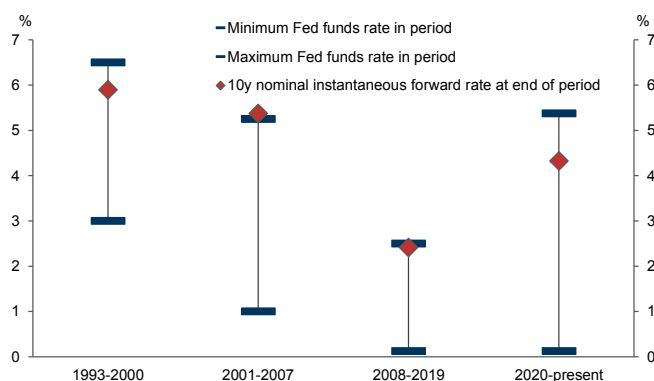 % %
Minimum Fed funds rate in period
Maximum Fed funds rate in period
10y nominal instantaneous forward rate at end of period
7 7
6 6
5 5
4 4
3 3
2 2
1 1
0 0
1993-2000 2001-2007 2008-2019 2020-present